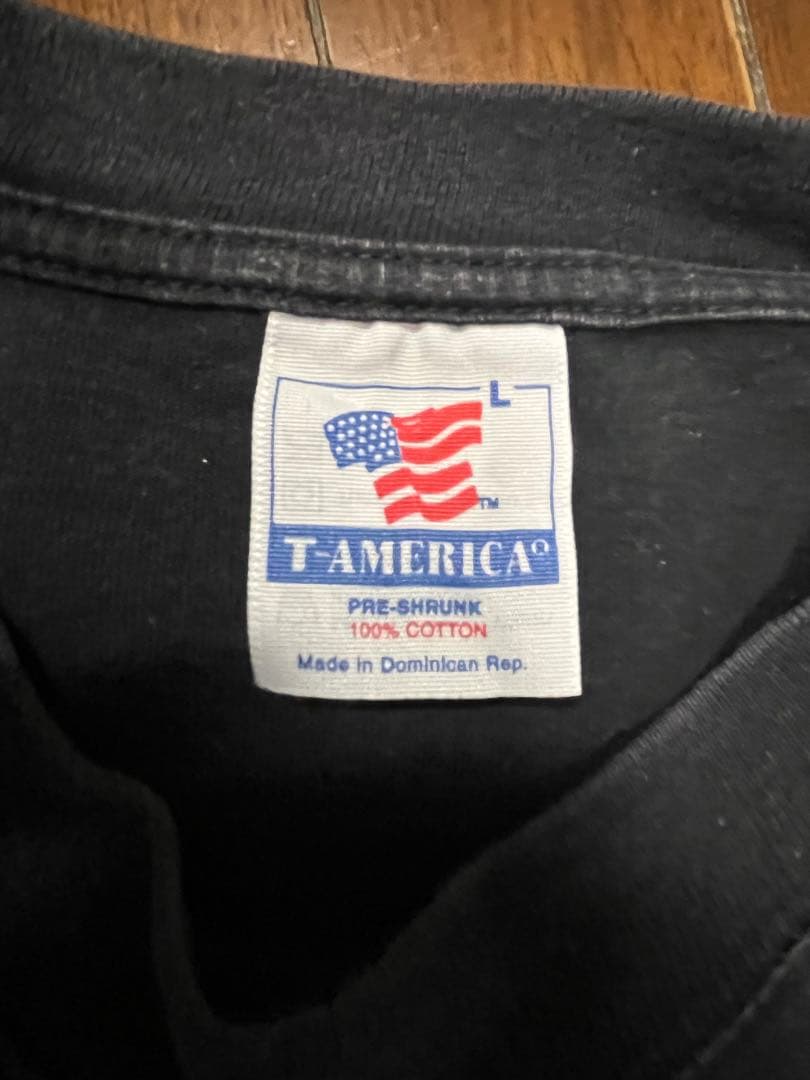 L
TM
T-AMERICA®
PRE-SHRUNK
100% COTTON
Made in Dominican Rep.